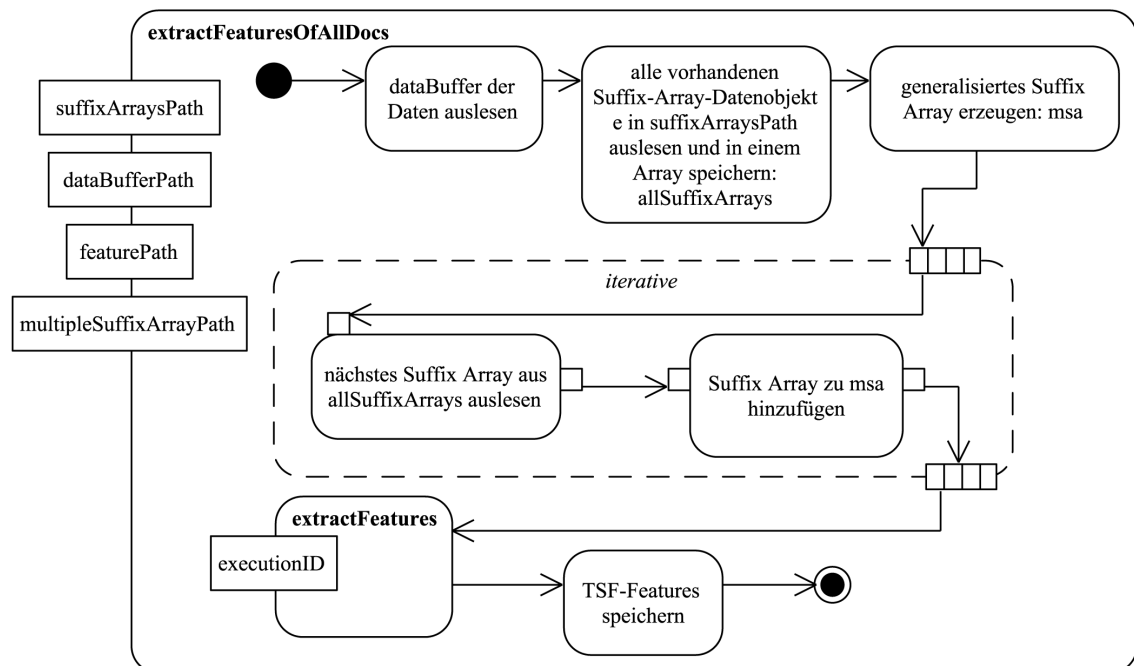 extractFeaturesOfAllDocs
suffixArraysPath
dataBufferPath
featurePath
multipleSuffixArrayPath
dataBuffer der
Daten auslesen
alle vorhandenen
Suffix-Array-Datenobjekt
e in suffixArraysPath
auslesen und in einem
Array speichern:
allSuffixArrays
generalisiertes Suffix
Array erzeugen: msa
iterative
nächstes Suffix Array aus
allSuffixArrays auslesen
Suffix Array zu msa
hinzufügen
extractFeatures
executionID
TSF-Features
speichern